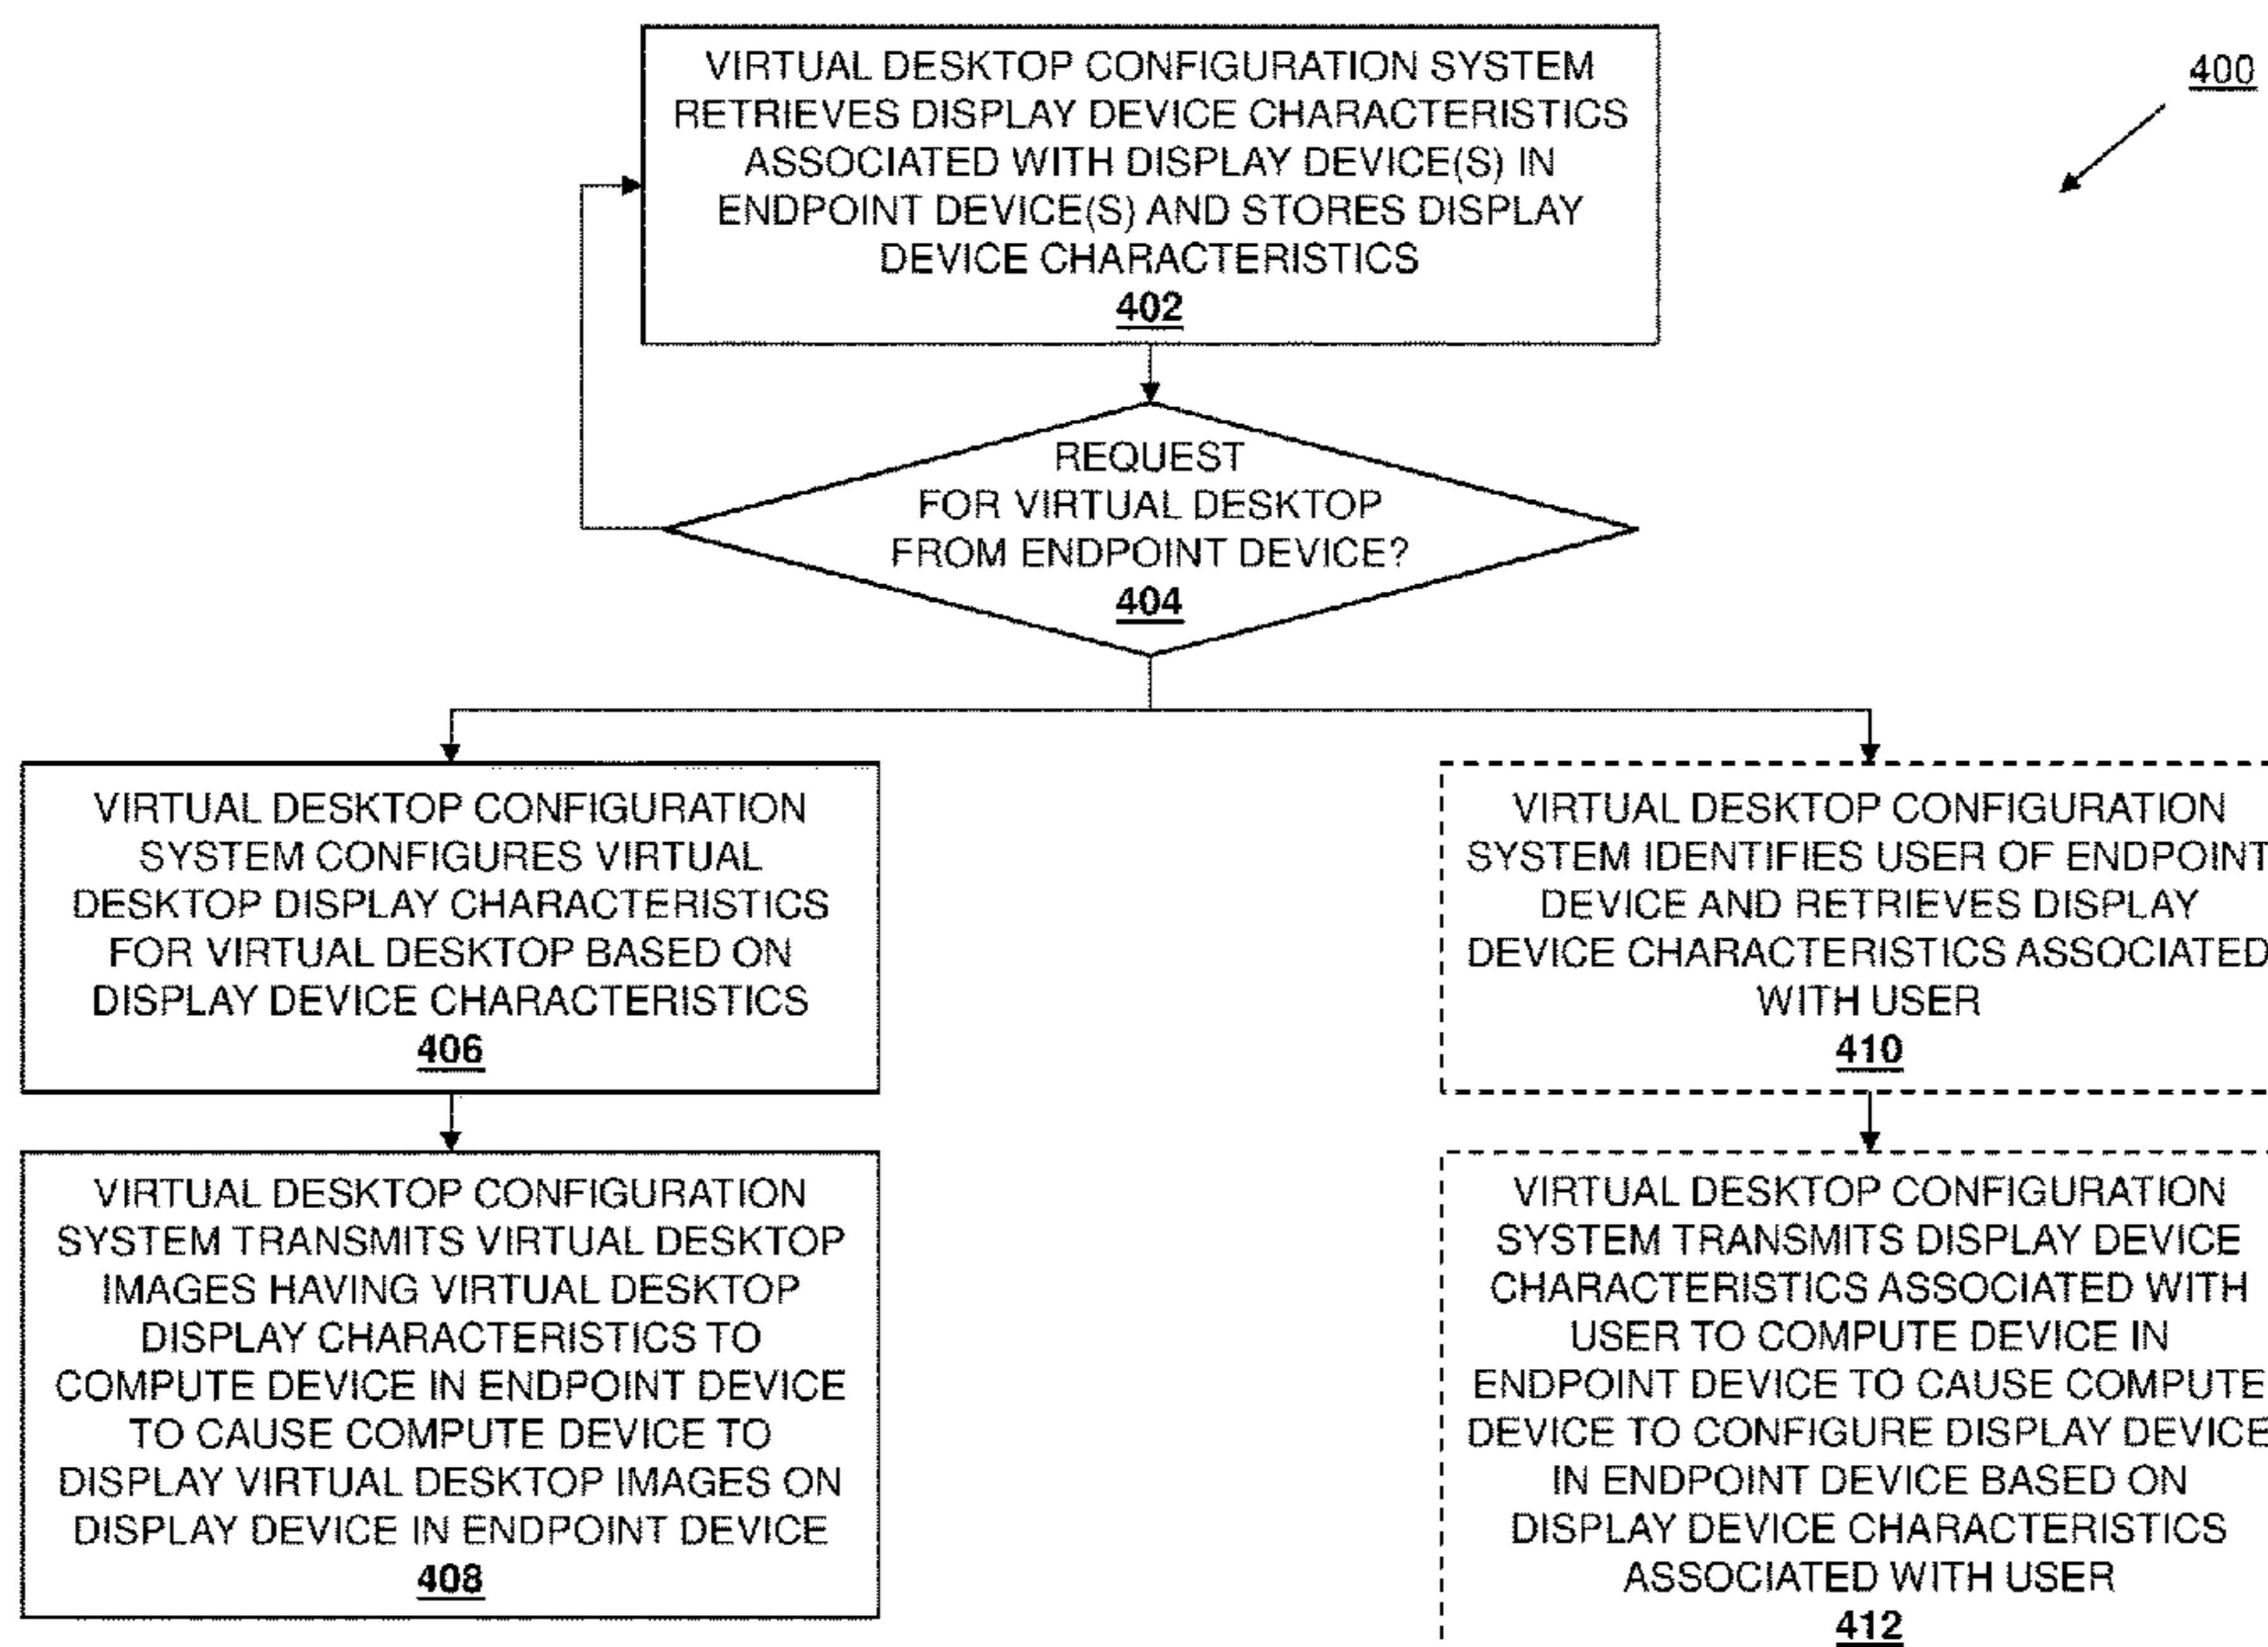 400
VIRTUAL DESKTOP CONFIGURATION SYSTEM
RETRIEVES DISPLAY DEVICE CHARACTERISTICS
ASSOCIATED WITH DISPLAY DEVICE(S) IN
ENDPOINT DEVICE(S) AND STORES DISPLAY
DEVICE CHARACTERISTICS
402
REQUEST
FOR VIRTUAL DESKTOP
FROM ENDPOINT DEVICE?
404
VIRTUAL DESKTOP CONFIGURATION
SYSTEM CONFIGURES VIRTUAL
DESKTOP DISPLAY CHARACTERISTICS
FOR VIRTUAL DESKTOP BASED ON
DISPLAY DEVICE CHARACTERISTICS
406
VIRTUAL DESKTOP CONFIGURATION
SYSTEM TRANSMITS VIRTUAL DESKTOP
IMAGES HAVING VIRTUAL DESKTOP
DISPLAY CHARACTERISTICS TO
COMPUTE DEVICE IN ENDPOINT DEVICE
TO CAUSE COMPUTE DEVICE TO
DISPLAY VIRTUAL DESKTOP IMAGES ON
DISPLAY DEVICE IN ENDPOINT DEVICE
408
VIRTUAL DESKTOP CONFIGURATION
SYSTEM IDENTIFIES USER OF ENDPOINT
DEVICE AND RETRIEVES DISPLAY
DEVICE CHARACTERISTICS ASSOCIATED
WITH USER
410
VIRTUAL DESKTOP CONFIGURATION
SYSTEM TRANSMITS DISPLAY DEVICE
CHARACTERISTICS ASSOCIATED WITH
USER TO COMPUTE DEVICE IN
ENDPOINT DEVICE TO CAUSE COMPUTE
DEVICE TO CONFIGURE DISPLAY DEVICE
IN ENDPOINT DEVICE BASED ON
DISPLAY DEVICE CHARACTERISTICS
ASSOCIATED WITH USER
412